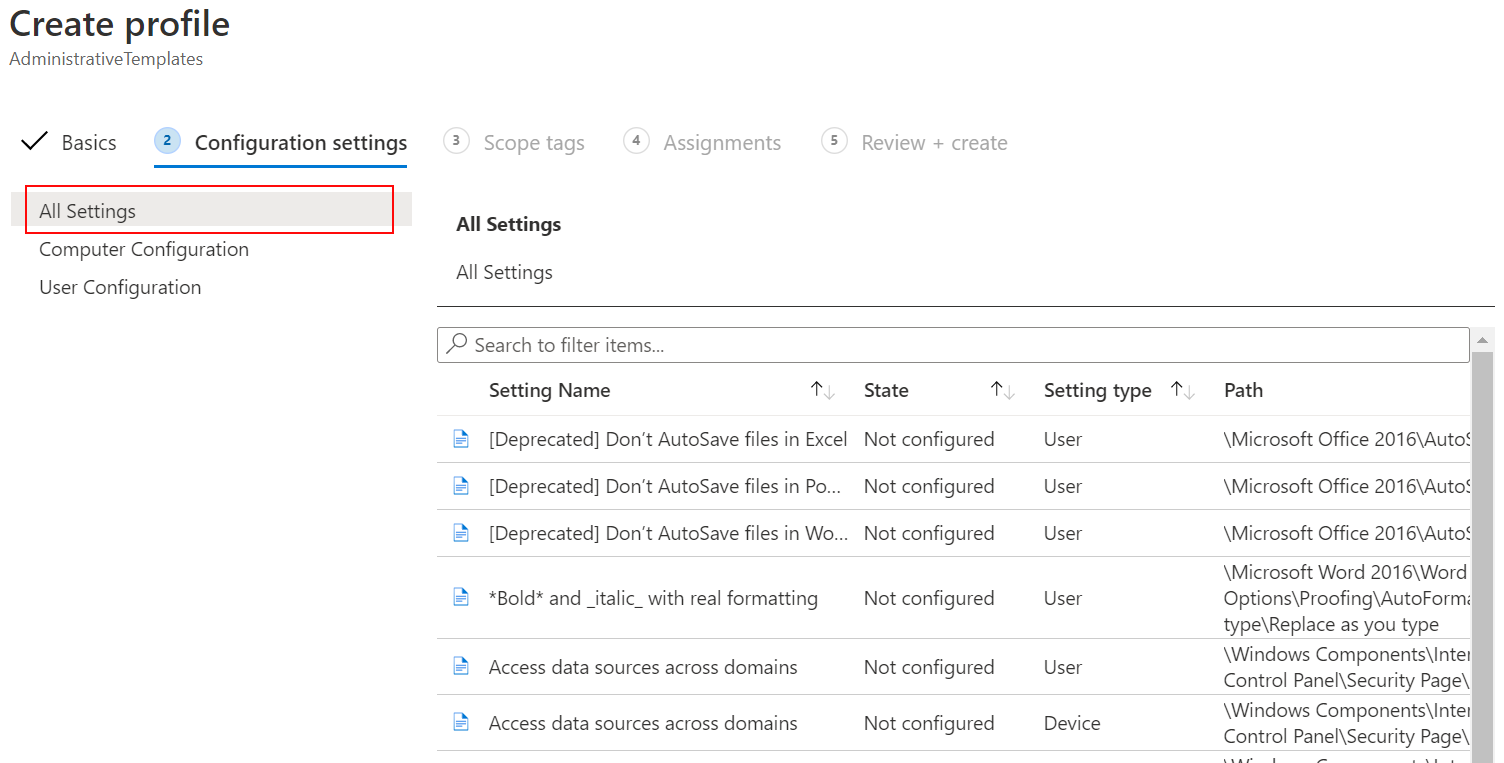 Create profile
AdministrativeTemplates
Basics 2 Configuration settings 3 Scope tags 4 Assignments 5 Review + create
All Settings
Computer Configuration
User Configuration
All Settings
All Settings
Search to filter items...
Setting Name State Setting type Path
[Deprecated] Don't AutoSave files in Excel Not configured User \Microsoft Office 2016\AutoS
[Deprecated] Don't AutoSave files in Po... Not configured User \Microsoft Office 2016\AutoS
[Deprecated] Don't AutoSave files in Wo... Not configured User \Microsoft Office 2016\AutoS
\Microsoft Word 2016\Word
*Bold* and _italic_ with real formatting Not configured User Options\Proofing\AutoForma
type\Replace as you type
\Windows Components\Inter
Access data sources across domains Not configured User
Control Panel\Security Page\
\Windows Components\Inter
Access data sources across domains Not configured Device
Control Panel\Security Page\